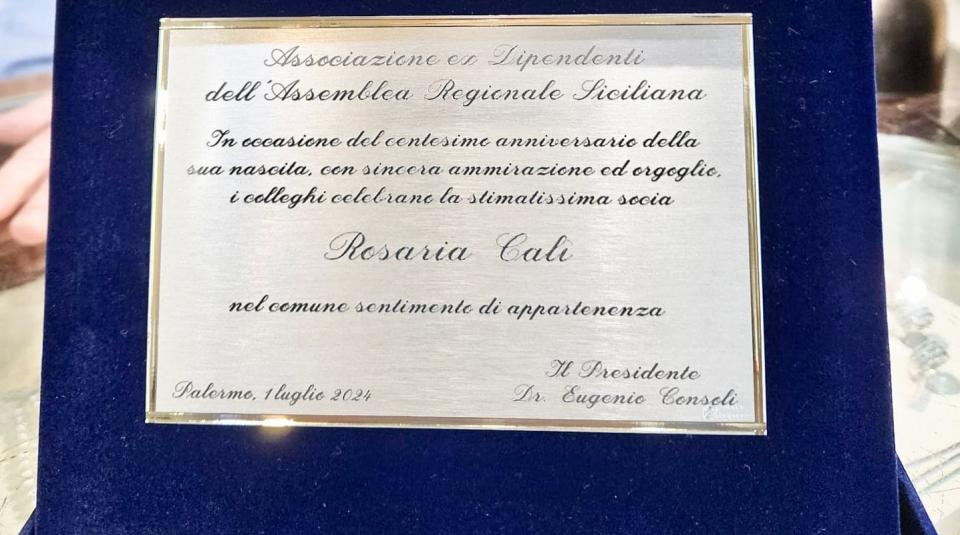 Associazione ex Dipendenti
dell'Assemblea Regionale Siciliana
In occasione del centesimo anniversario della
sua nascita, con sincera ammirazione ed orgoglio,
i colleghi celebrano la stimatissima socia
Rosaria Calì
nel comune sentimento di appartenenza
Il Presidente
Palermo, 1 luglio 2024
Dr. Eugenio Consoli